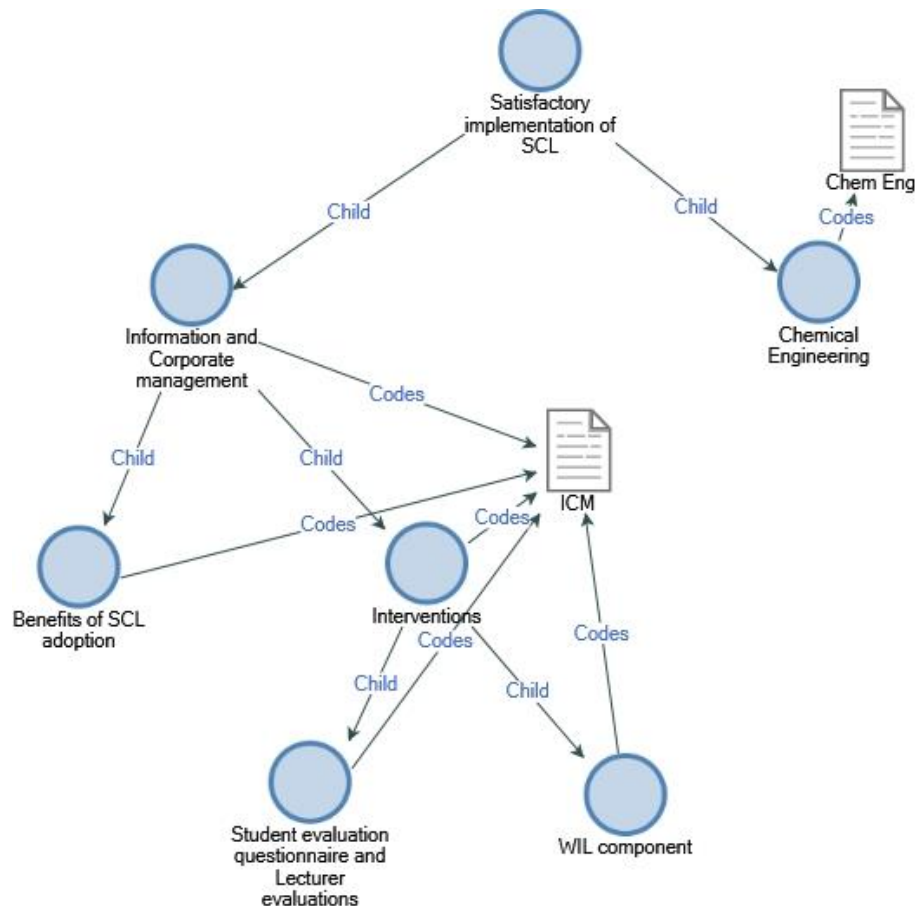 Satisfactory
implementation of
SCL
Chem Eng
Child
Child
Codes
Information and
Corporate
management
Chemical
Engineering
Codes
Child
Child
ICM
Codes
Codes
Benefits of SCL
adoption
Interventions
Codes
Codes
Child
Child
Student evaluation
questionnaire and
Lecturer
evaluations
WIL component